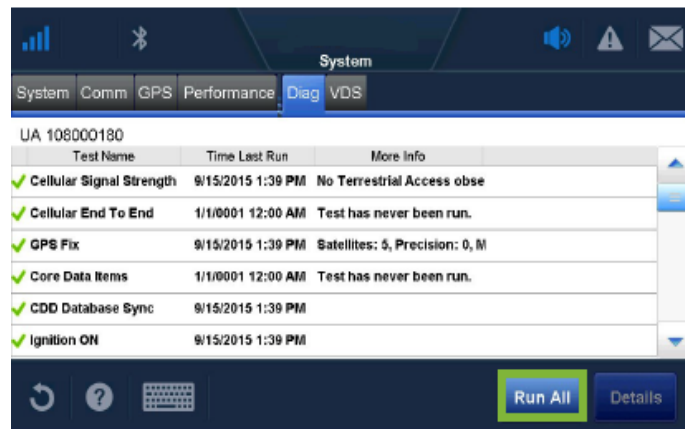 System
System Comm GPS Performance Diag VDS
UA 108000180
Test Name Time Last Run More Info
Cellular Signal Strength 9/15/2015 1:39 PM No Terrestrial Access obse
Cellular End To End 1/1/0001 12:00 AM Test has never been run.
GPS Fix 9/15/2015 1:39 PM Satellites: 5, Precision: 0, M
Core Data Items 1/1/0001 12:00 AM Test has never been run.
CDD Database Sync 9/15/2015 1:39 PM
Ignition ON 9/15/2015 1:39 PM
Run All Details